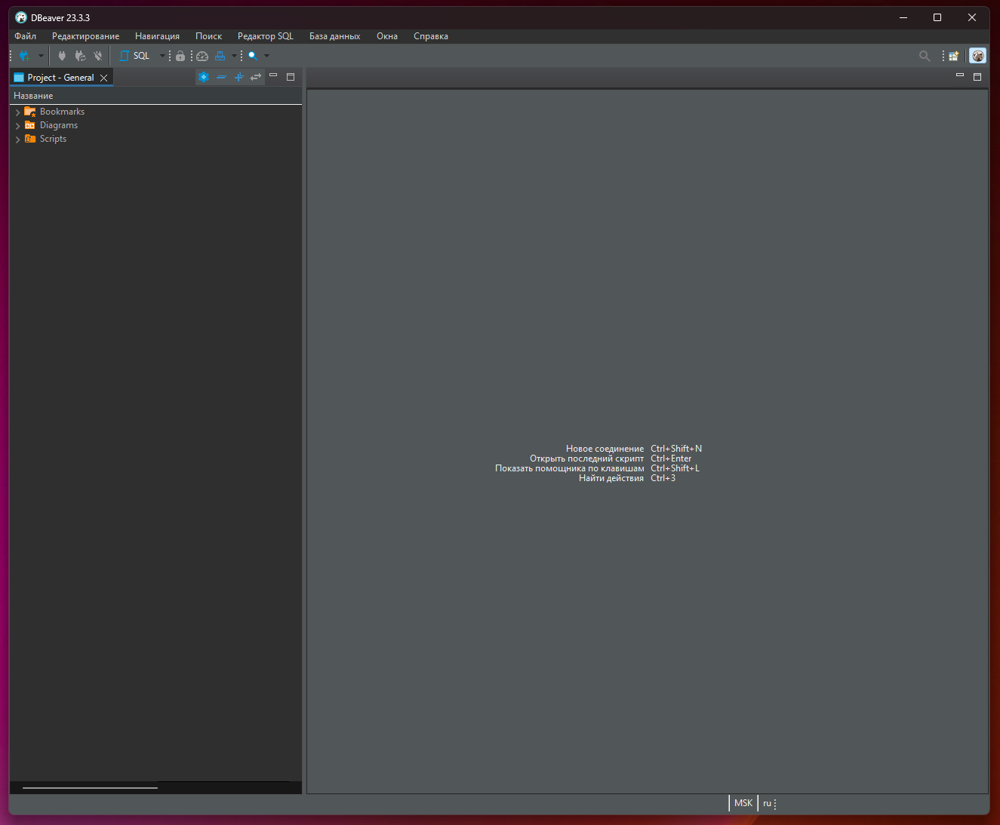 DBeaver 23.3.3
Файл Редактирование Навигация Поиск Редактор SQL База данных Окна Справка
SQL
Project - General
Название
Bookmarks
Diagrams
Scripts
Новое соединение Ctrl+Shift+N
Открыть последний скрипт Ctrl+Enter
Показать помощника по клавишам Ctrl+Shift+L
Найти действия Ctrl+3
MSK ru